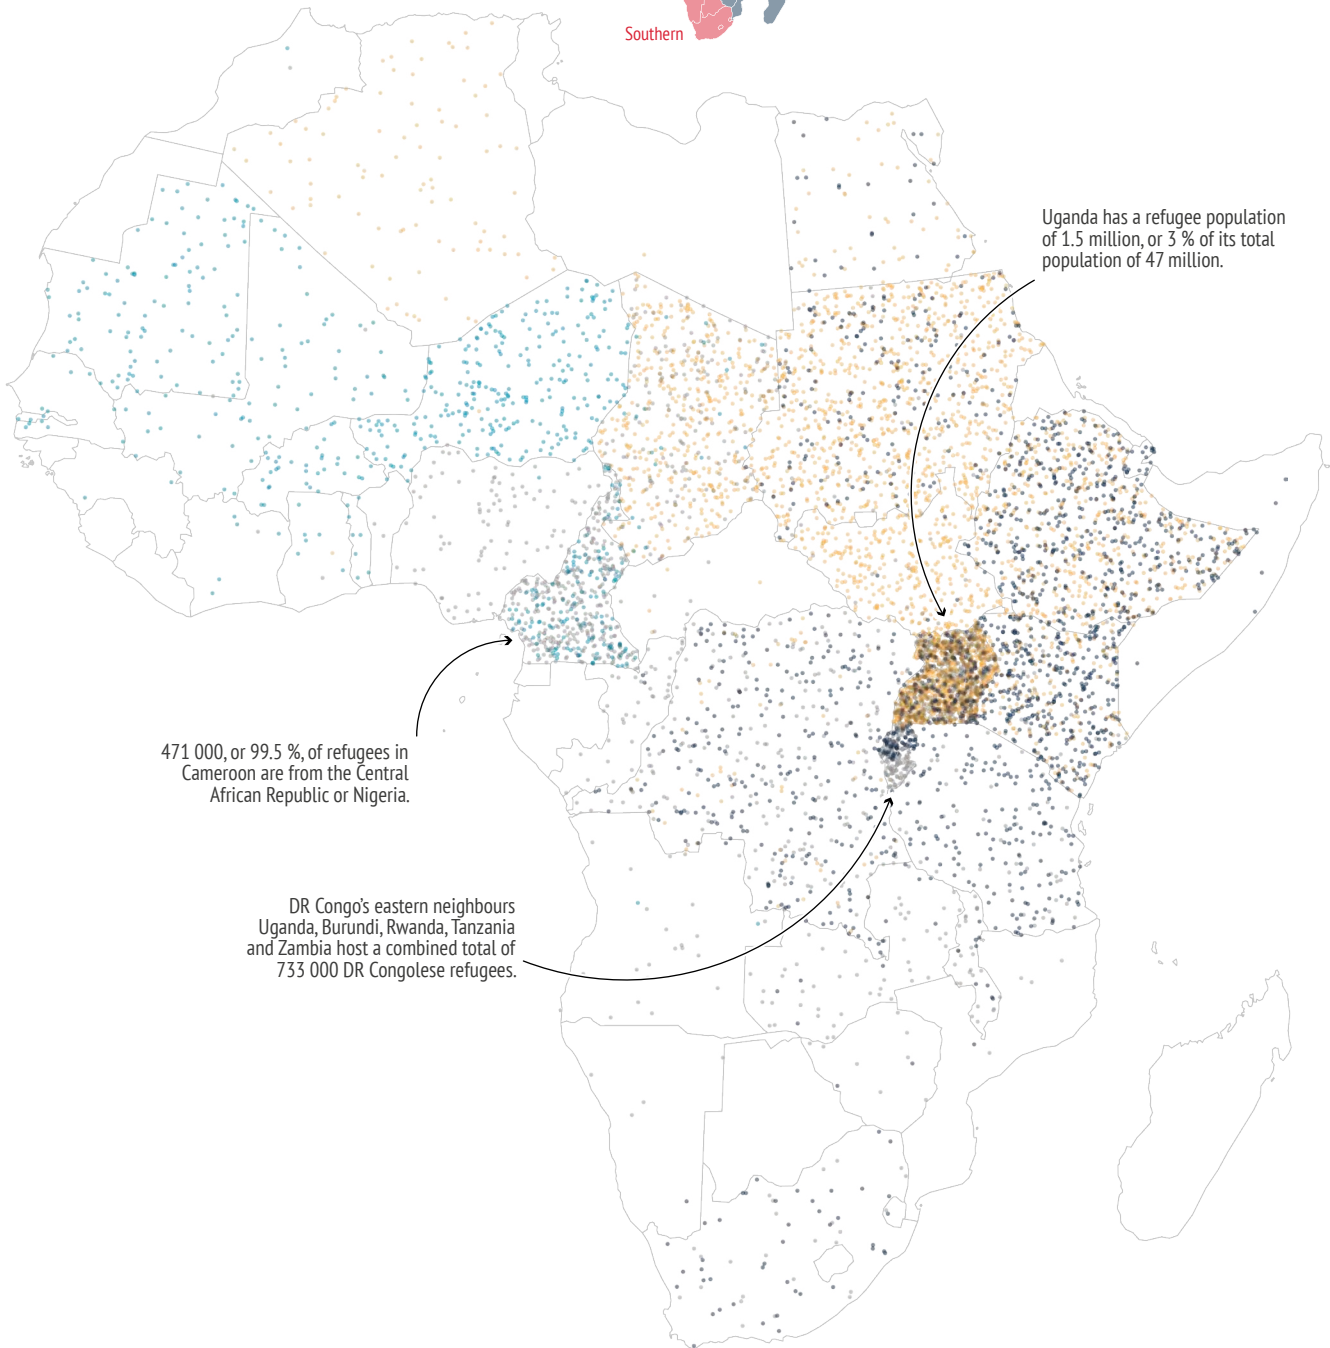 Southern
Uganda has a refugee population
of 1.5 million, or 3 % of its total
population of 47 million.
471 000, or 99.5 %, of refugees in
Cameroon are from the Central
African Republic or Nigeria.
DR Congo’s eastern neighbours
Uganda, Burundi, Rwanda, Tanzania
and Zambia host a combined total of
733 000 DR Congolese refugees.